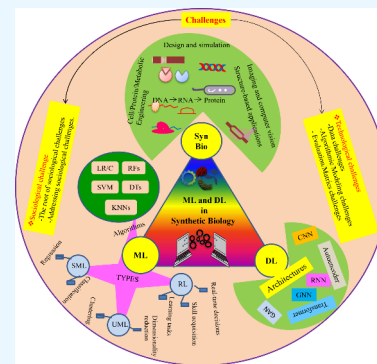 Challenges
Design and simulation
Cell/Protein/Metabolic
Engineering
Imaging and computer vision
Structure-based applications
DNA → RNA → Protein
Syn
Bio
❖Sociological challenge
-The root of sociological challenges
-Addressing sociological challenges
❖Technological challenges
-Data challenges
-Algorithmic Modeling challenges
-Evaluation Metrics challenges
LR/C
RFs
SVM
DTs
KNNs
Algorithms
ML and DL
in
Synthetic Biology
ML
DL
TYPES
SML
Regression
Classification
UML
Clustering
Dimensionality
reduction
RL
Real-time decisions
Skill acquisition
Learning tasks
Architectures
CNN
Autoencoder
RNN
GNN
Transformer
GAN